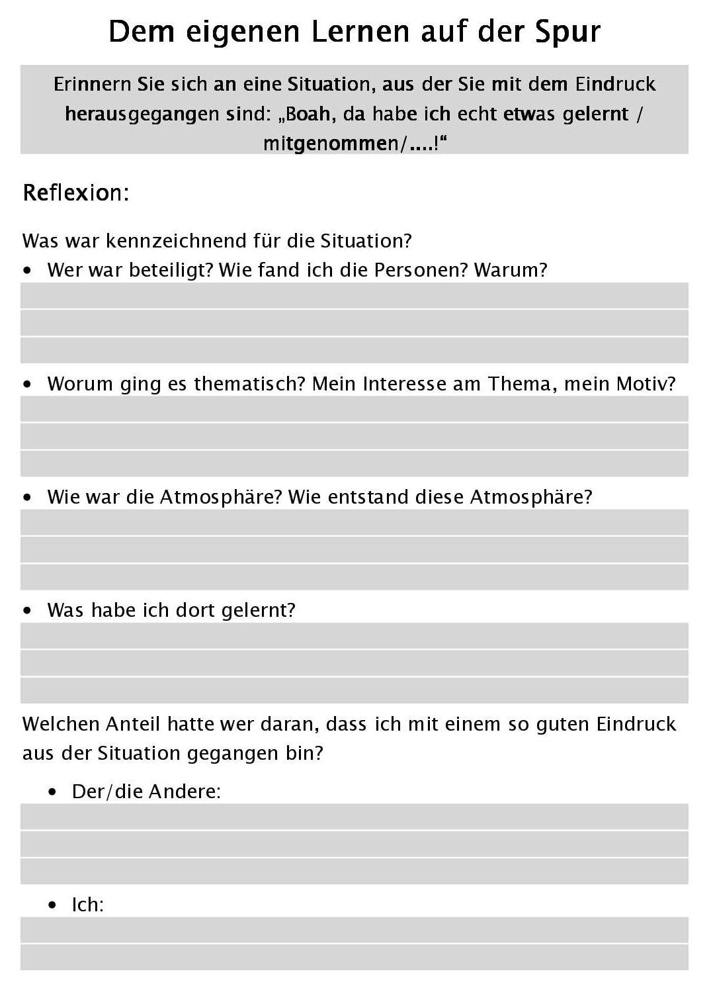 Dem eigenen Lernen auf der Spur
Erinnern Sie sich an eine Situation, aus der Sie mit dem Eindruck
herausgegangen sind: „Boah, da habe ich echt etwas gelernt /
mitgenommen/....!“
Reflexion:
Was war kennzeichnend für die Situation?
• Wer war beteiligt? Wie fand ich die Personen? Warum?
• Worum ging es thematisch? Mein Interesse am Thema, mein Motiv?
• Wie war die Atmosphäre? Wie entstand diese Atmosphäre?
• Was habe ich dort gelernt?
Welchen Anteil hatte wer daran, dass ich mit einem so guten Eindruck
aus der Situation gegangen bin?
• Der/die Andere:
• Ich: